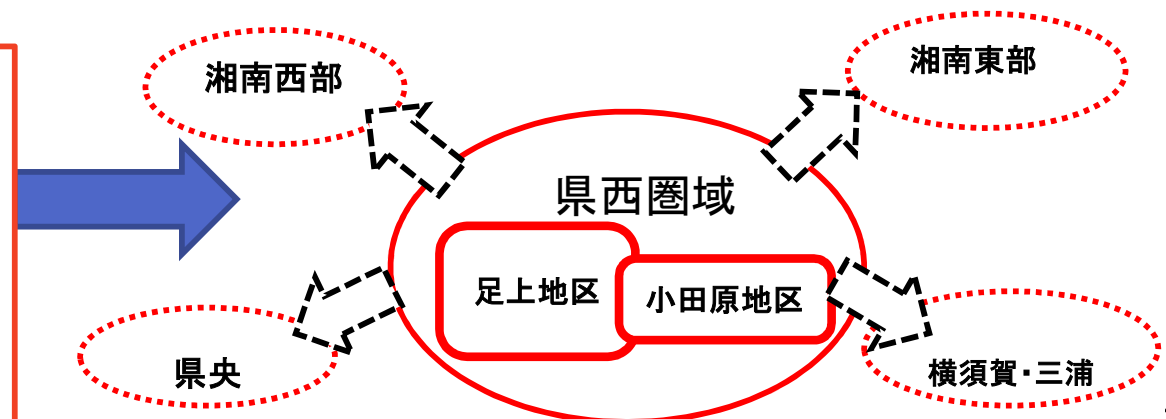 湘南西部
湘南東部
県西圏域
足上地区
小田原地区
県央
横須賀・三浦